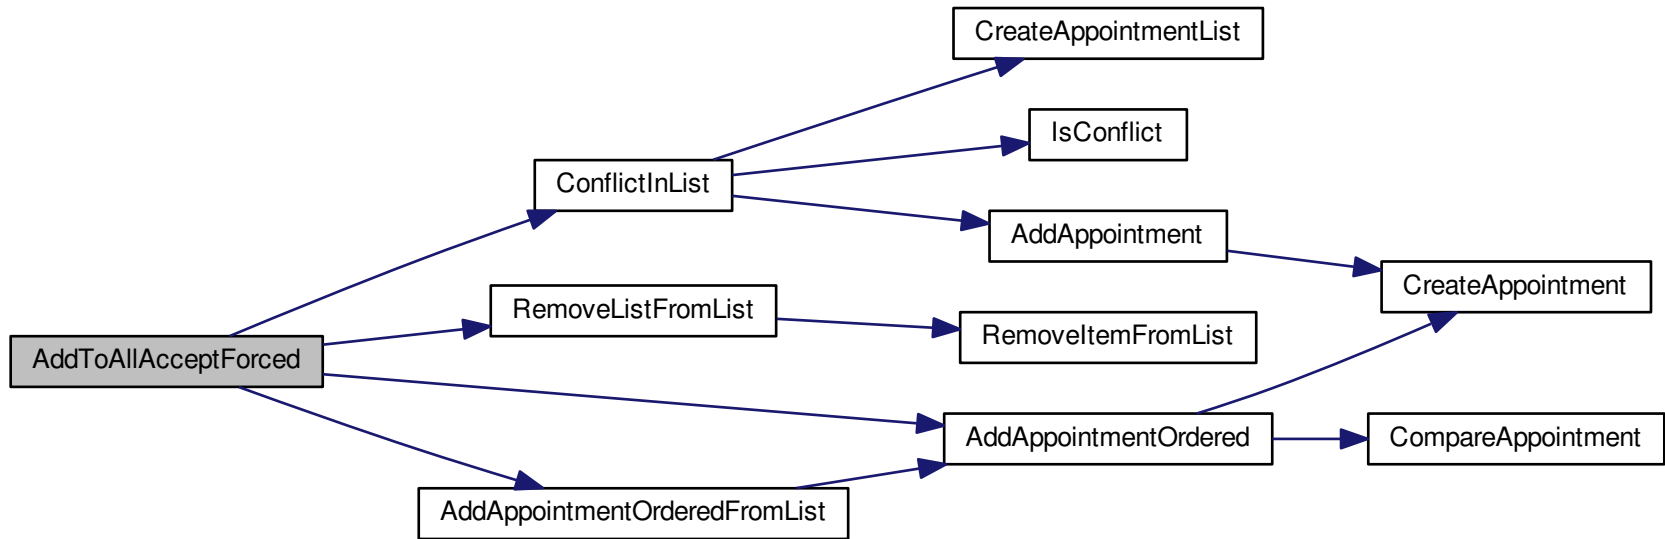 CreateAppointmentList
IsConflict
ConflictInList
AddAppointment
CreateAppointment
RemoveListFromList
RemoveItemFromList
AddToAllAcceptForced
AddAppointmentOrdered
CompareAppointment
AddAppointmentOrderedFromList